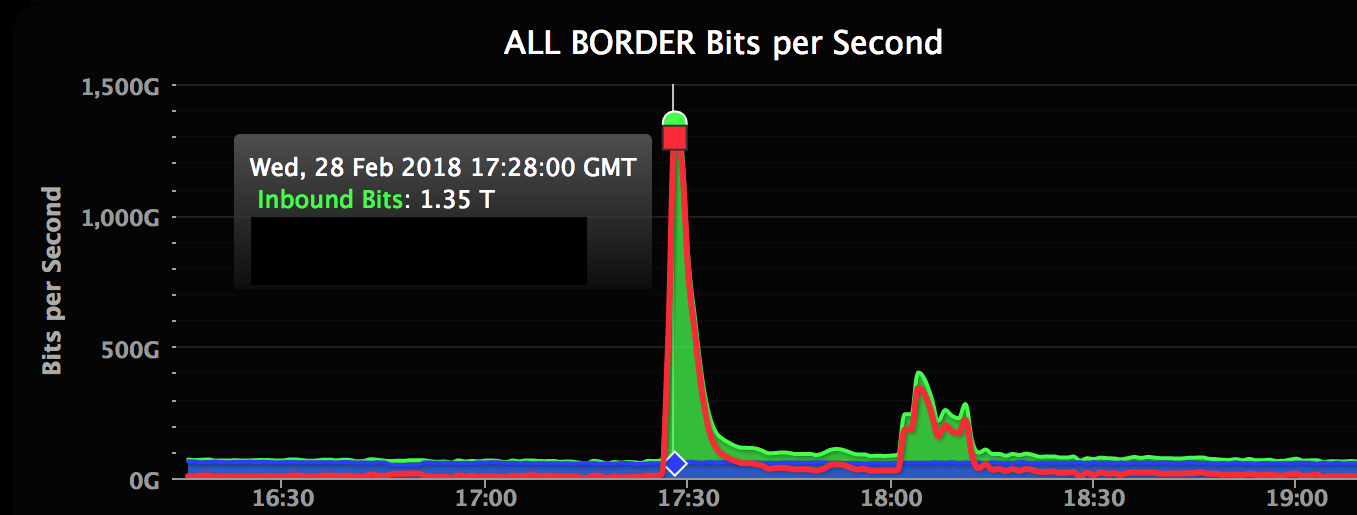 ALL BORDER Bits per Second
1,500G
1,000G
500G
0G
Bits per Second
Wed, 28 Feb 2018 17:28:00 GMT
Inbound Bits: 1.35 T
16:30 17:00 17:30 18:00 18:30 19:00